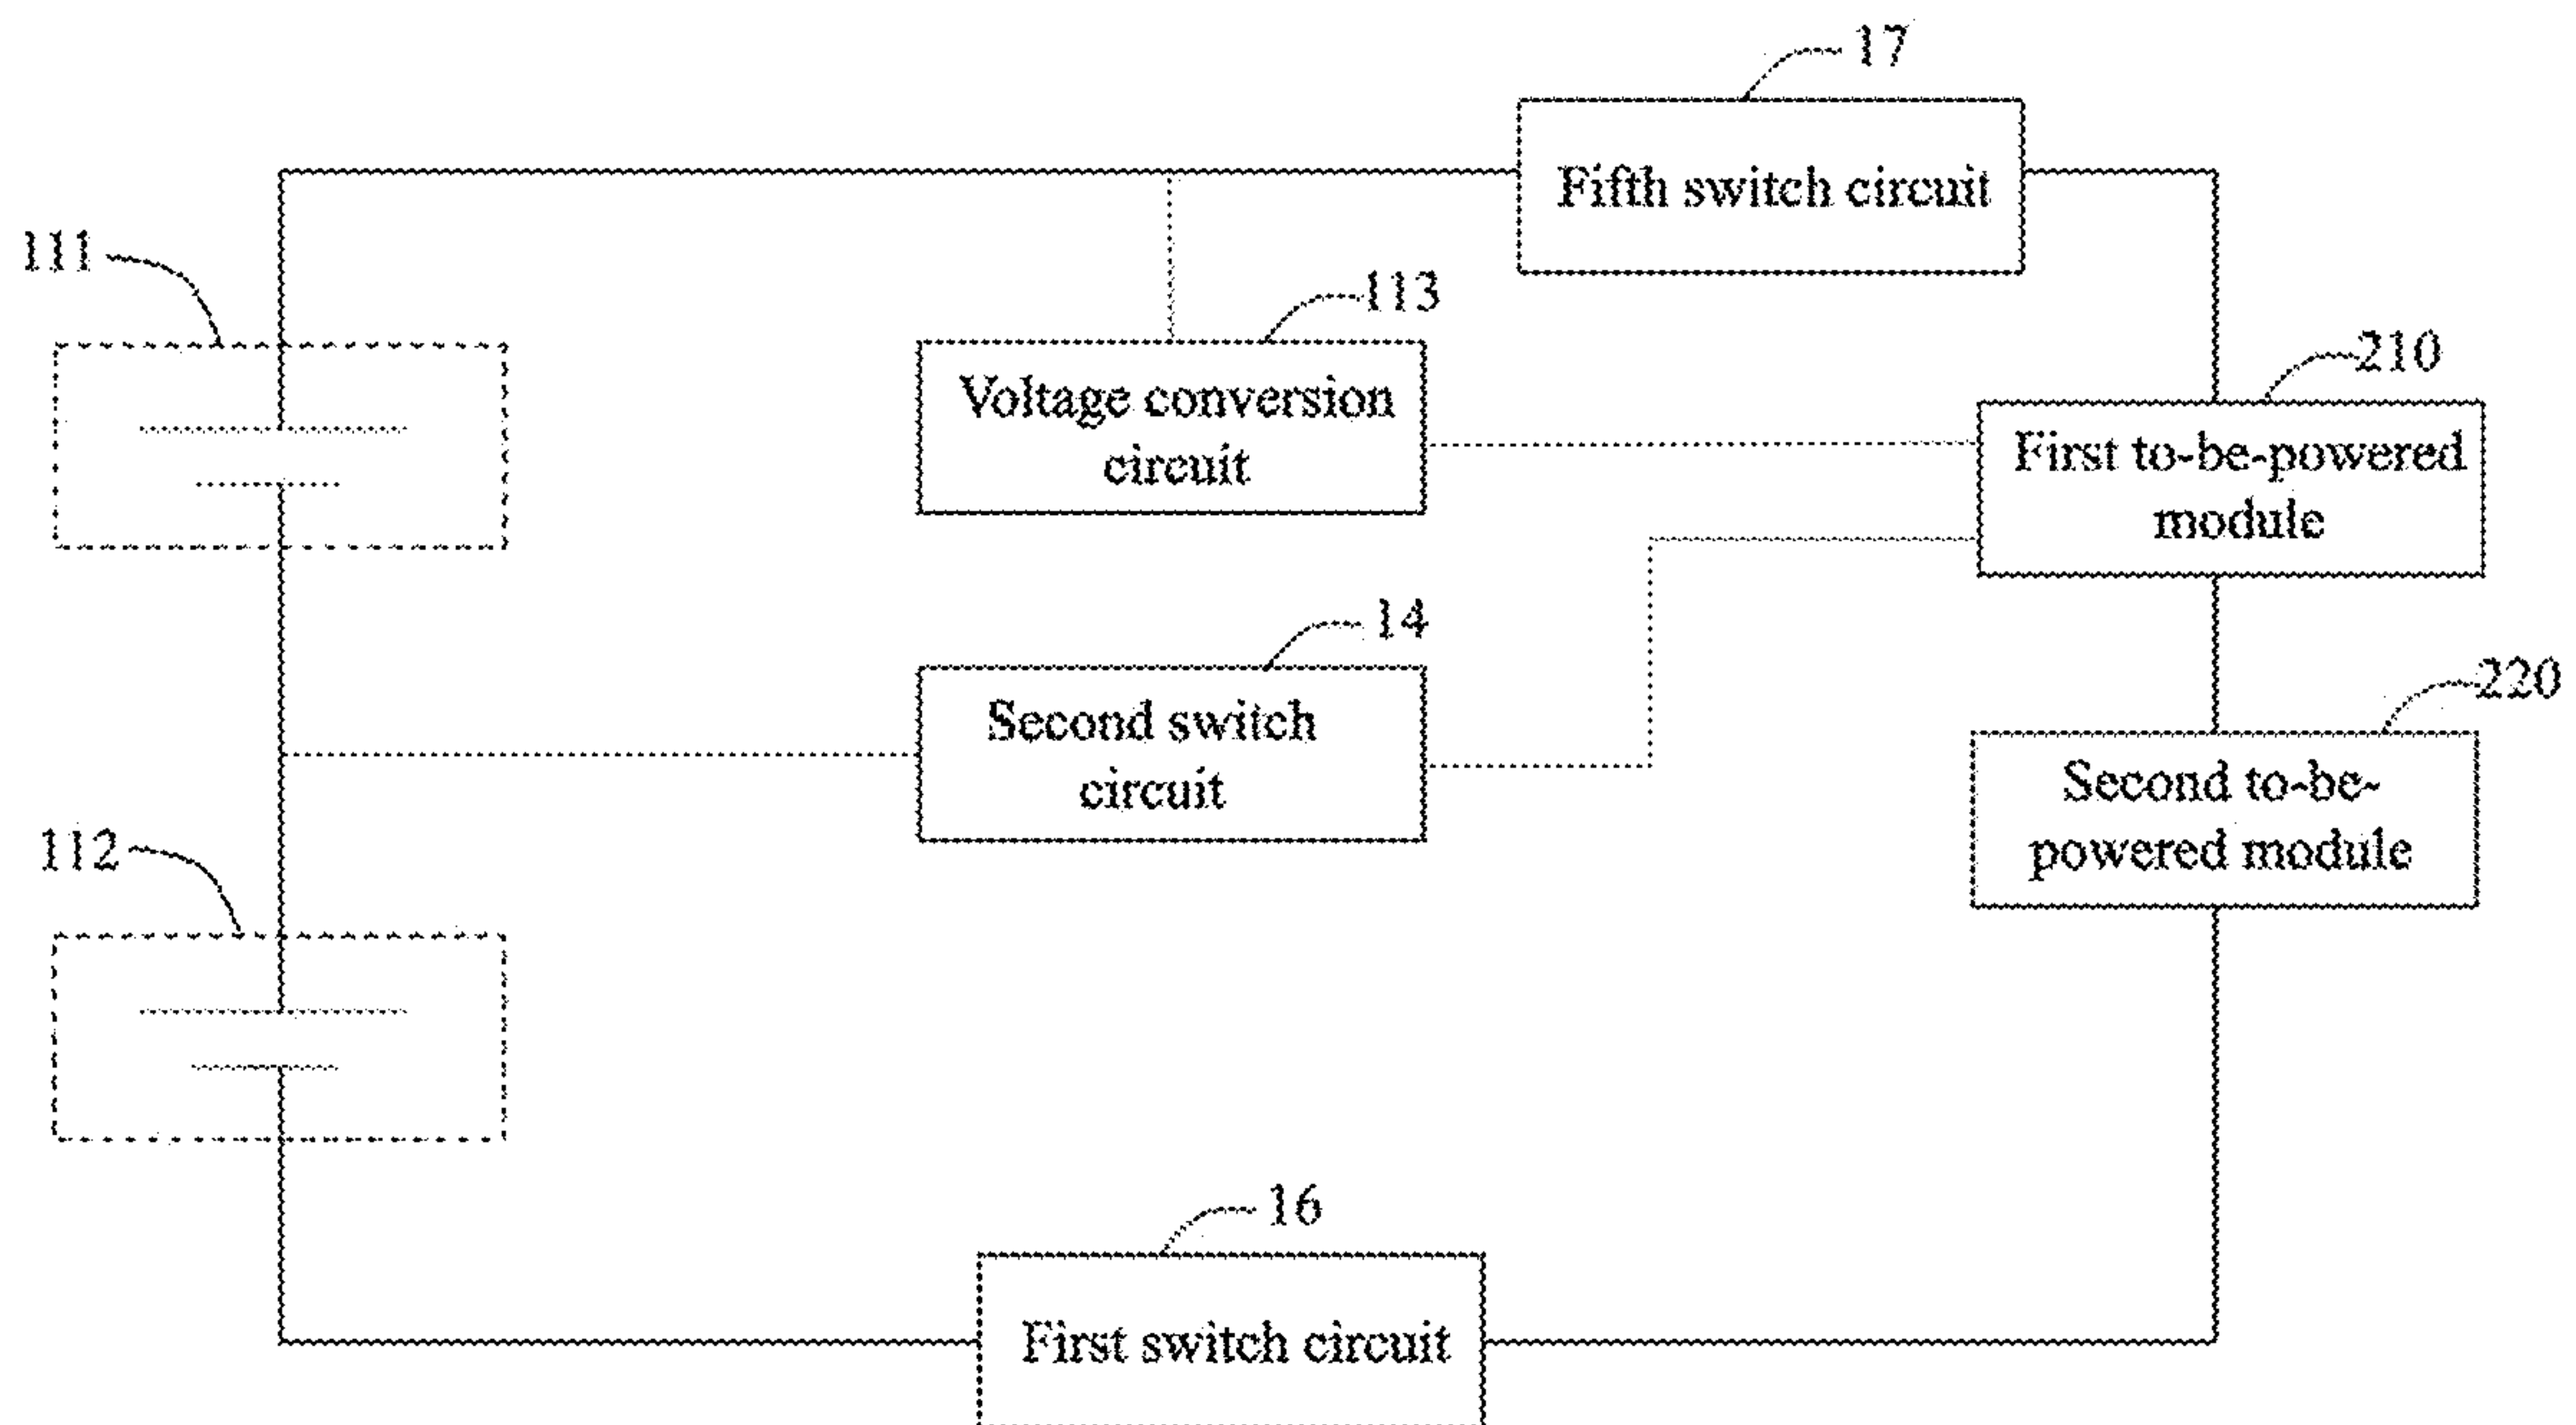 17
Fifth switch circuit
111
113
Voltage conversion
circuit
210
First to-be-powered
module
14
Second switch
circuit
220
Second to-be-
powered module
112
16
First switch circuit